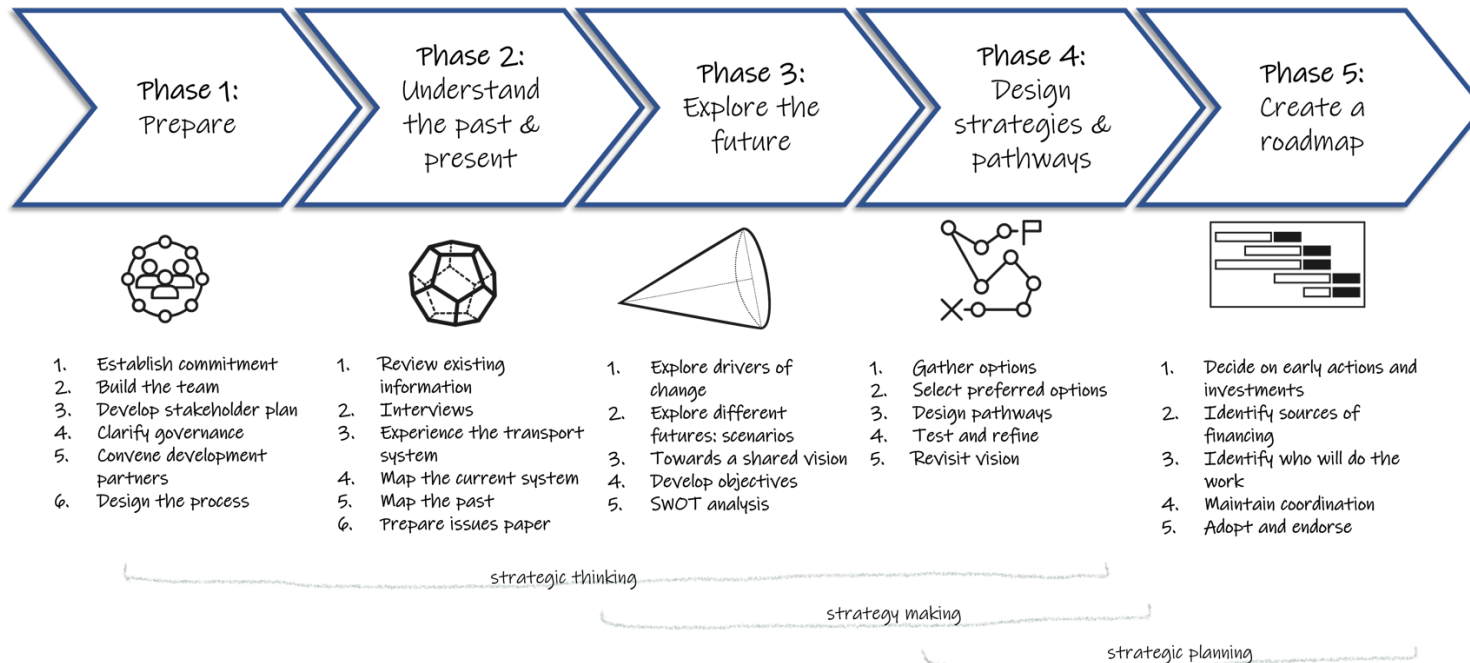 Phase 1:
Prepare
Phase 2:
Understand
the past &
present
Phase 3:
Explore the
future
Phase 4:
Design
strategies &
pathways
Phase 5:
Create a
roadmap
1. Establish commitment
2. Build the team
3. Develop stakeholder plan
4. Clarify governance
5. Convene development
partners
6. Design the process
1. Review existing
information
2. Interviews
3. Experience the transport
system
4. Map the current system
5. Map the past
6. Prepare issues paper
1. Explore drivers of
change
2. Explore different
futures: scenarios
3. Towards a shared vision
4. Develop objectives
5. SWOT analysis
1. Gather options
2. Select preferred options
3. Design pathways
4. Test and refine
5. Revisit vision
1. Decide on early actions and
investments
2. Identify sources of
financing
3. Identify who will do the
work
4. Maintain coordination
5. Adopt and endorse
strategic thinking
strategy making
strategic planning